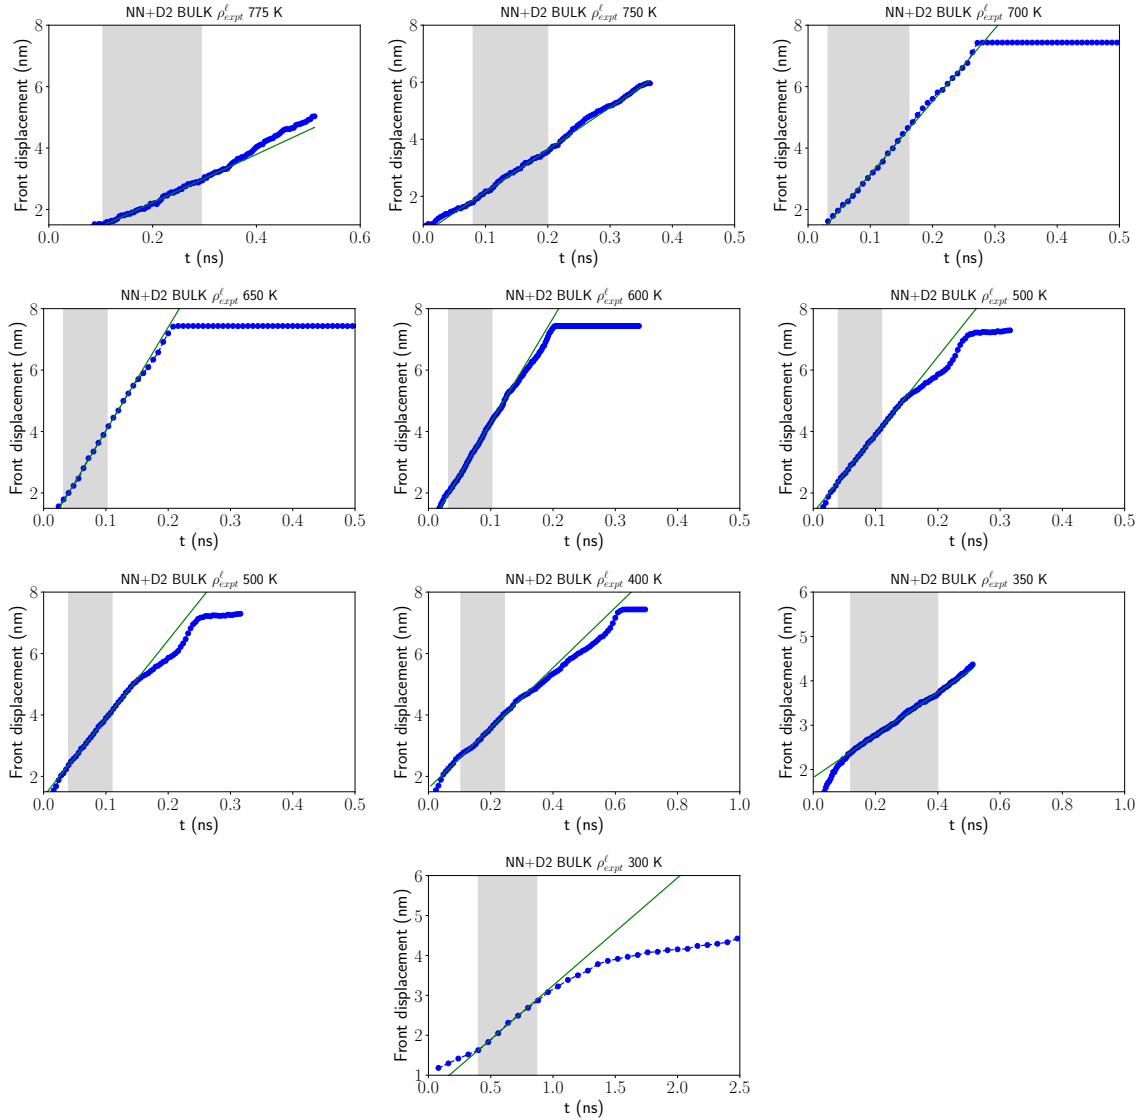 NN+D2 BULK ρ^ℓ_expt 775 K
NN+D2 BULK ρ^ℓ_expt 750 K
NN+D2 BULK ρ^ℓ_expt 700 K
Front displacement (nm)
8
6
4
2
0.0 0.2 0.4 0.6
t (ns)
Front displacement (nm)
8
6
4
2
0.0 0.1 0.2 0.3 0.4 0.5
t (ns)
Front displacement (nm)
8
6
4
2
0.0 0.1 0.2 0.3 0.4 0.5
t (ns)
NN+D2 BULK ρ^ℓ_expt 650 K
NN+D2 BULK ρ^ℓ_expt 600 K
NN+D2 BULK ρ^ℓ_expt 500 K
Front displacement (nm)
8
6
4
2
0.0 0.1 0.2 0.3 0.4 0.5
t (ns)
Front displacement (nm)
8
6
4
2
0.0 0.1 0.2 0.3 0.4 0.5
t (ns)
Front displacement (nm)
8
6
4
2
0.0 0.1 0.2 0.3 0.4 0.5
t (ns)
NN+D2 BULK ρ^ℓ_expt 500 K
NN+D2 BULK ρ^ℓ_expt 400 K
NN+D2 BULK ρ^ℓ_expt 350 K
Front displacement (nm)
8
6
4
2
0.0 0.1 0.2 0.3 0.4 0.5
t (ns)
Front displacement (nm)
8
6
4
2
0.0 0.2 0.4 0.6 0.8 1.0
t (ns)
Front displacement (nm)
6
5
4
3
2
0.0 0.2 0.4 0.6 0.8 1.0
t (ns)
NN+D2 BULK ρ^ℓ_expt 300 K
Front displacement (nm)
6
5
4
3
2
1
0.0 0.5 1.0 1.5 2.0 2.5
t (ns)